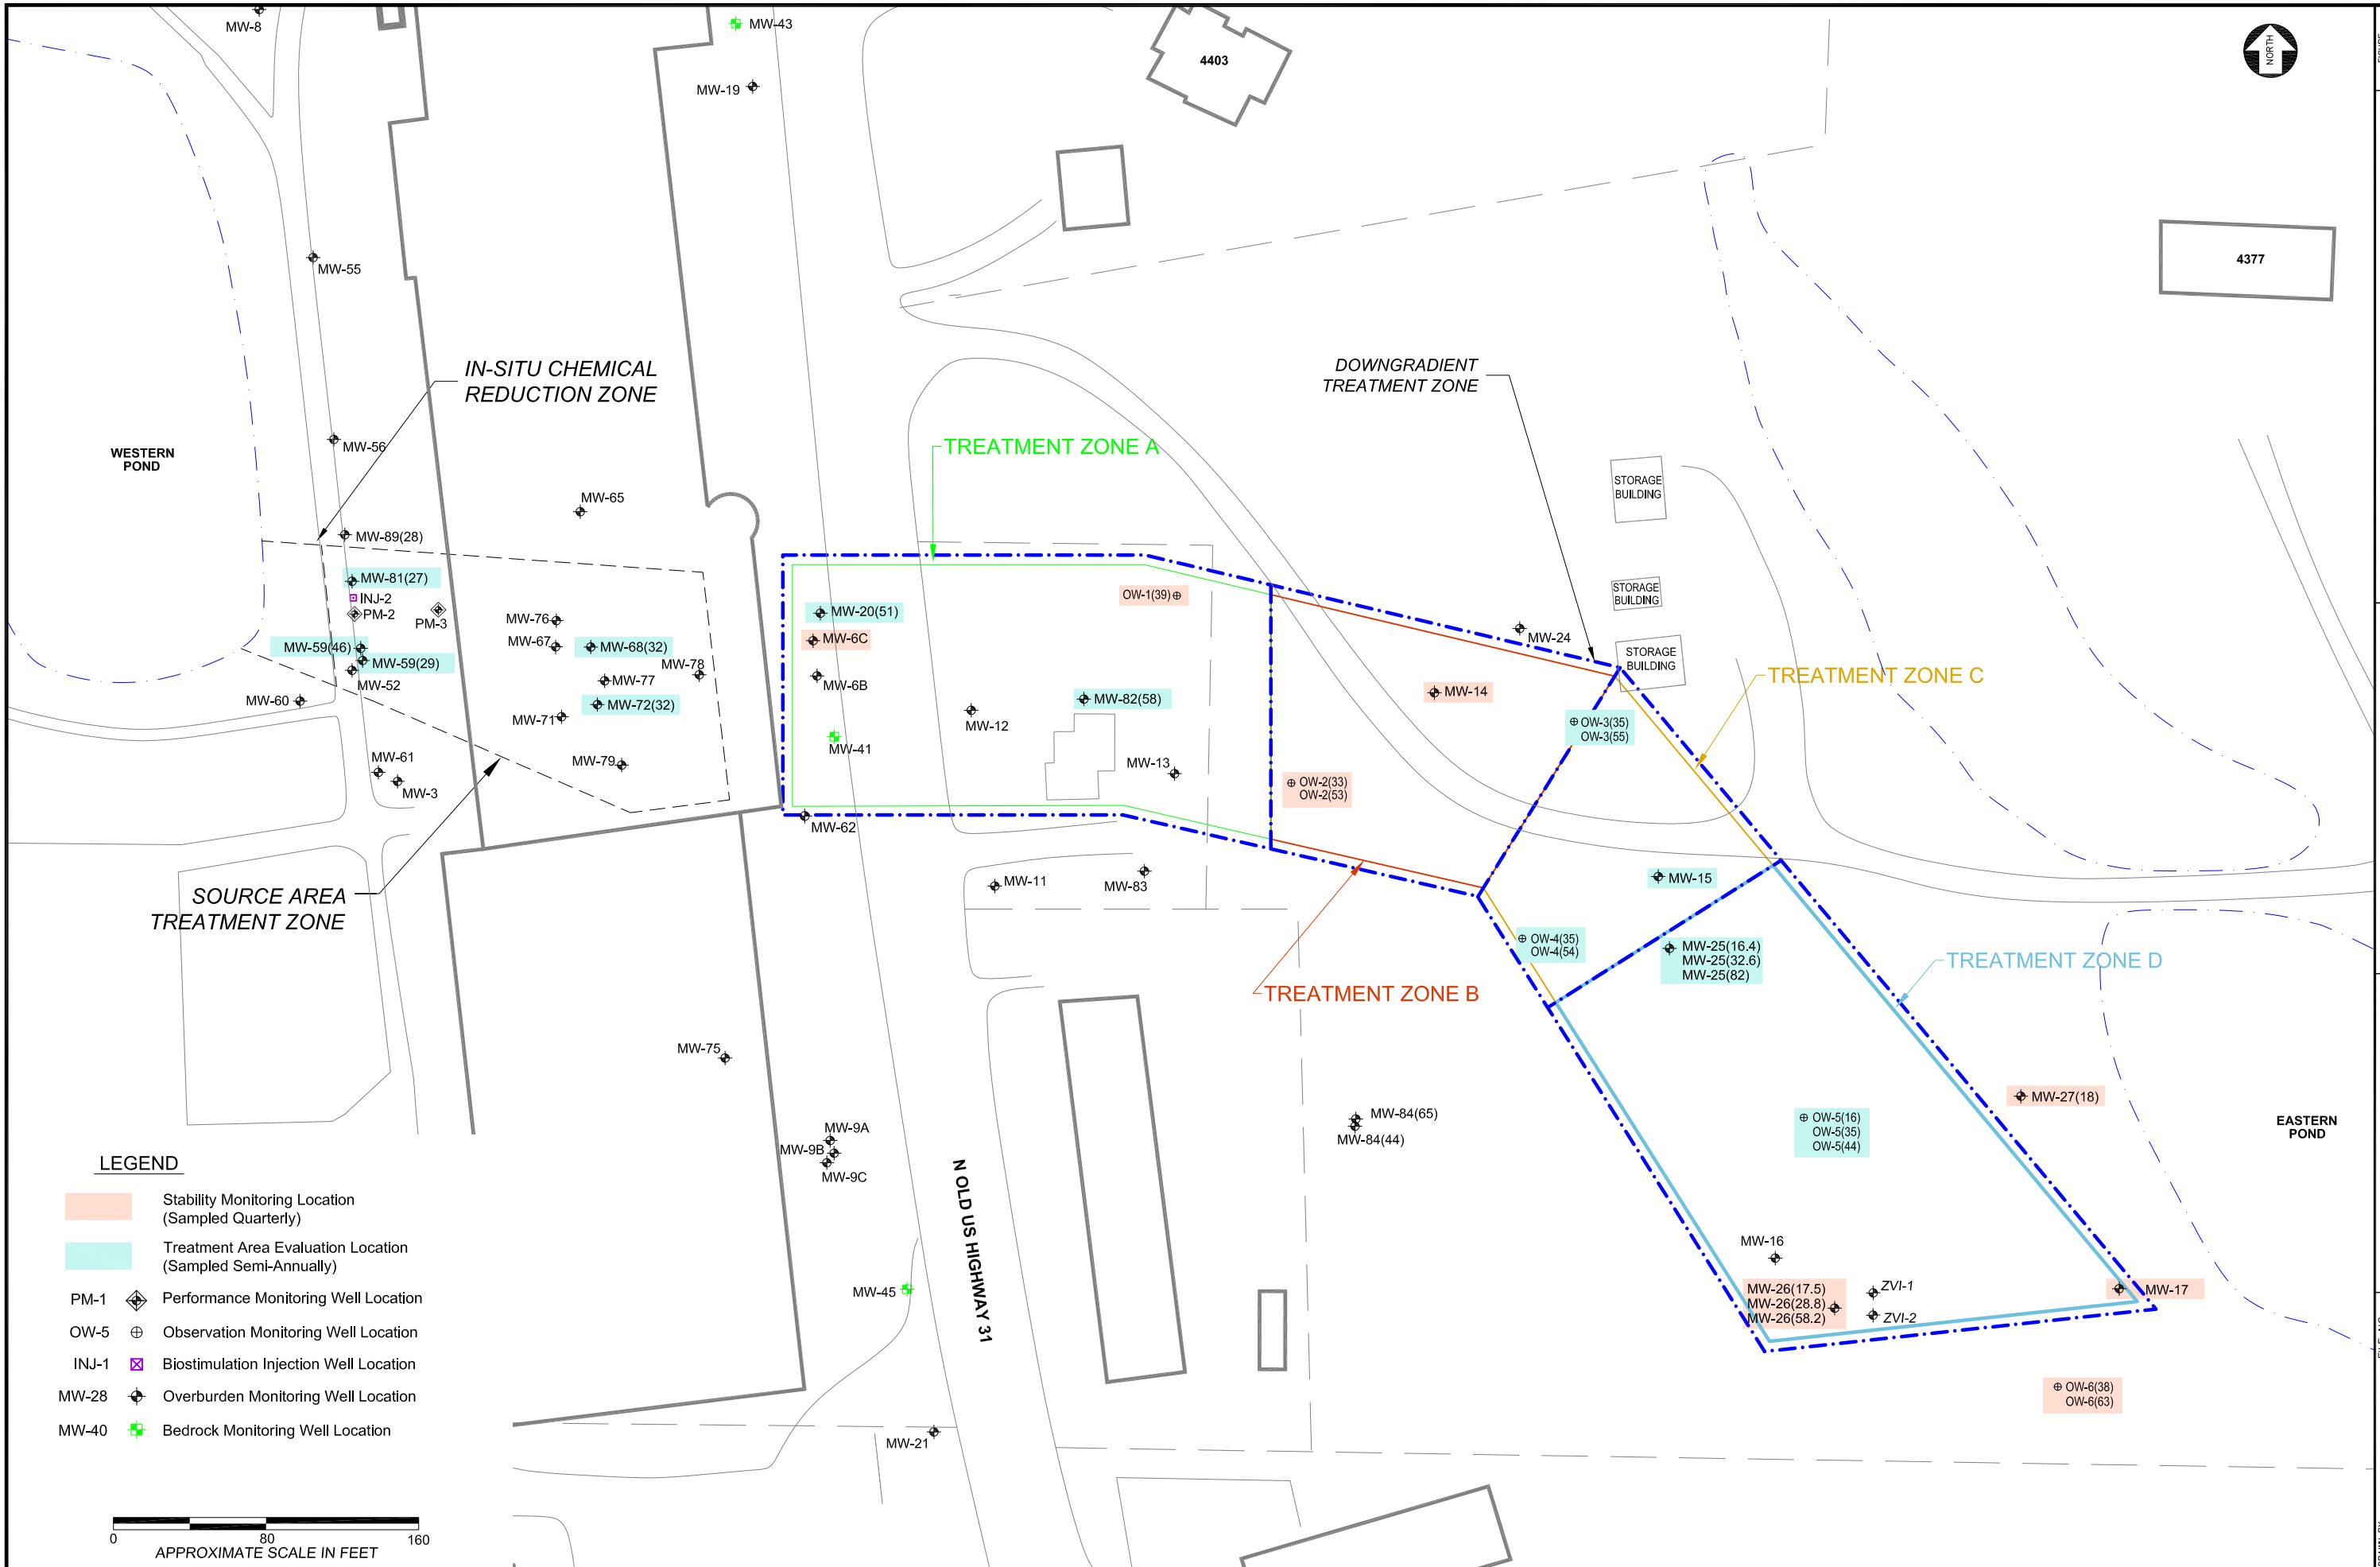 MW-8
MW-43
MW-19
4403
NORTH
MW-55
4377
IN-SITU CHEMICAL
REDUCTION ZONE
DOWNGRADIENT
TREATMENT ZONE
WESTERN
POND
MW-56
TREATMENT ZONE A
MW-65
STORAGE
BUILDING
MW-89(28)
MW-81(27)
INJ-2
PM-2
PM-3
OW-1(39)
STORAGE
BUILDING
MW-76
MW-20(51)
MW-67
MW-68(32)
MW-6C
MW-24
MW-59(46)
MW-59(29)
MW-52
MW-78
MW-77
MW-6B
STORAGE
BUILDING
TREATMENT ZONE C
MW-60
MW-72(32)
MW-71
MW-82(58)
MW-14
MW-12
OW-3(35)
OW-3(55)
MW-41
MW-61
MW-3
MW-79
MW-13
OW-2(33)
OW-2(53)
MW-62
SOURCE AREA
TREATMENT ZONE
MW-11
MW-83
MW-15
OW-4(35)
OW-4(54)
MW-25(16.4)
MW-25(32.6)
MW-25(82)
TREATMENT ZONE D
TREATMENT ZONE B
MW-75
MW-27(18)
MW-84(65)
MW-84(44)
OW-5(16)
OW-5(35)
OW-5(44)
EASTERN
POND
MW-9A
MW-9B
MW-9C
N OLD US HIGHWAY 31
MW-16
MW-45
MW-26(17.5)
MW-26(28.8)
MW-26(58.2)
ZVI-1
ZVI-2
MW-17
OW-6(38)
OW-6(63)
MW-21
LEGEND
Stability Monitoring Location
(Sampled Quarterly)
Treatment Area Evaluation Location
(Sampled Semi-Annually)
PM-1 Performance Monitoring Well Location
OW-5 Observation Monitoring Well Location
INJ-1 Biostimulation Injection Well Location
MW-28 Overburden Monitoring Well Location
MW-40 Bedrock Monitoring Well Location
0 80 160
APPROXIMATE SCALE IN FEET